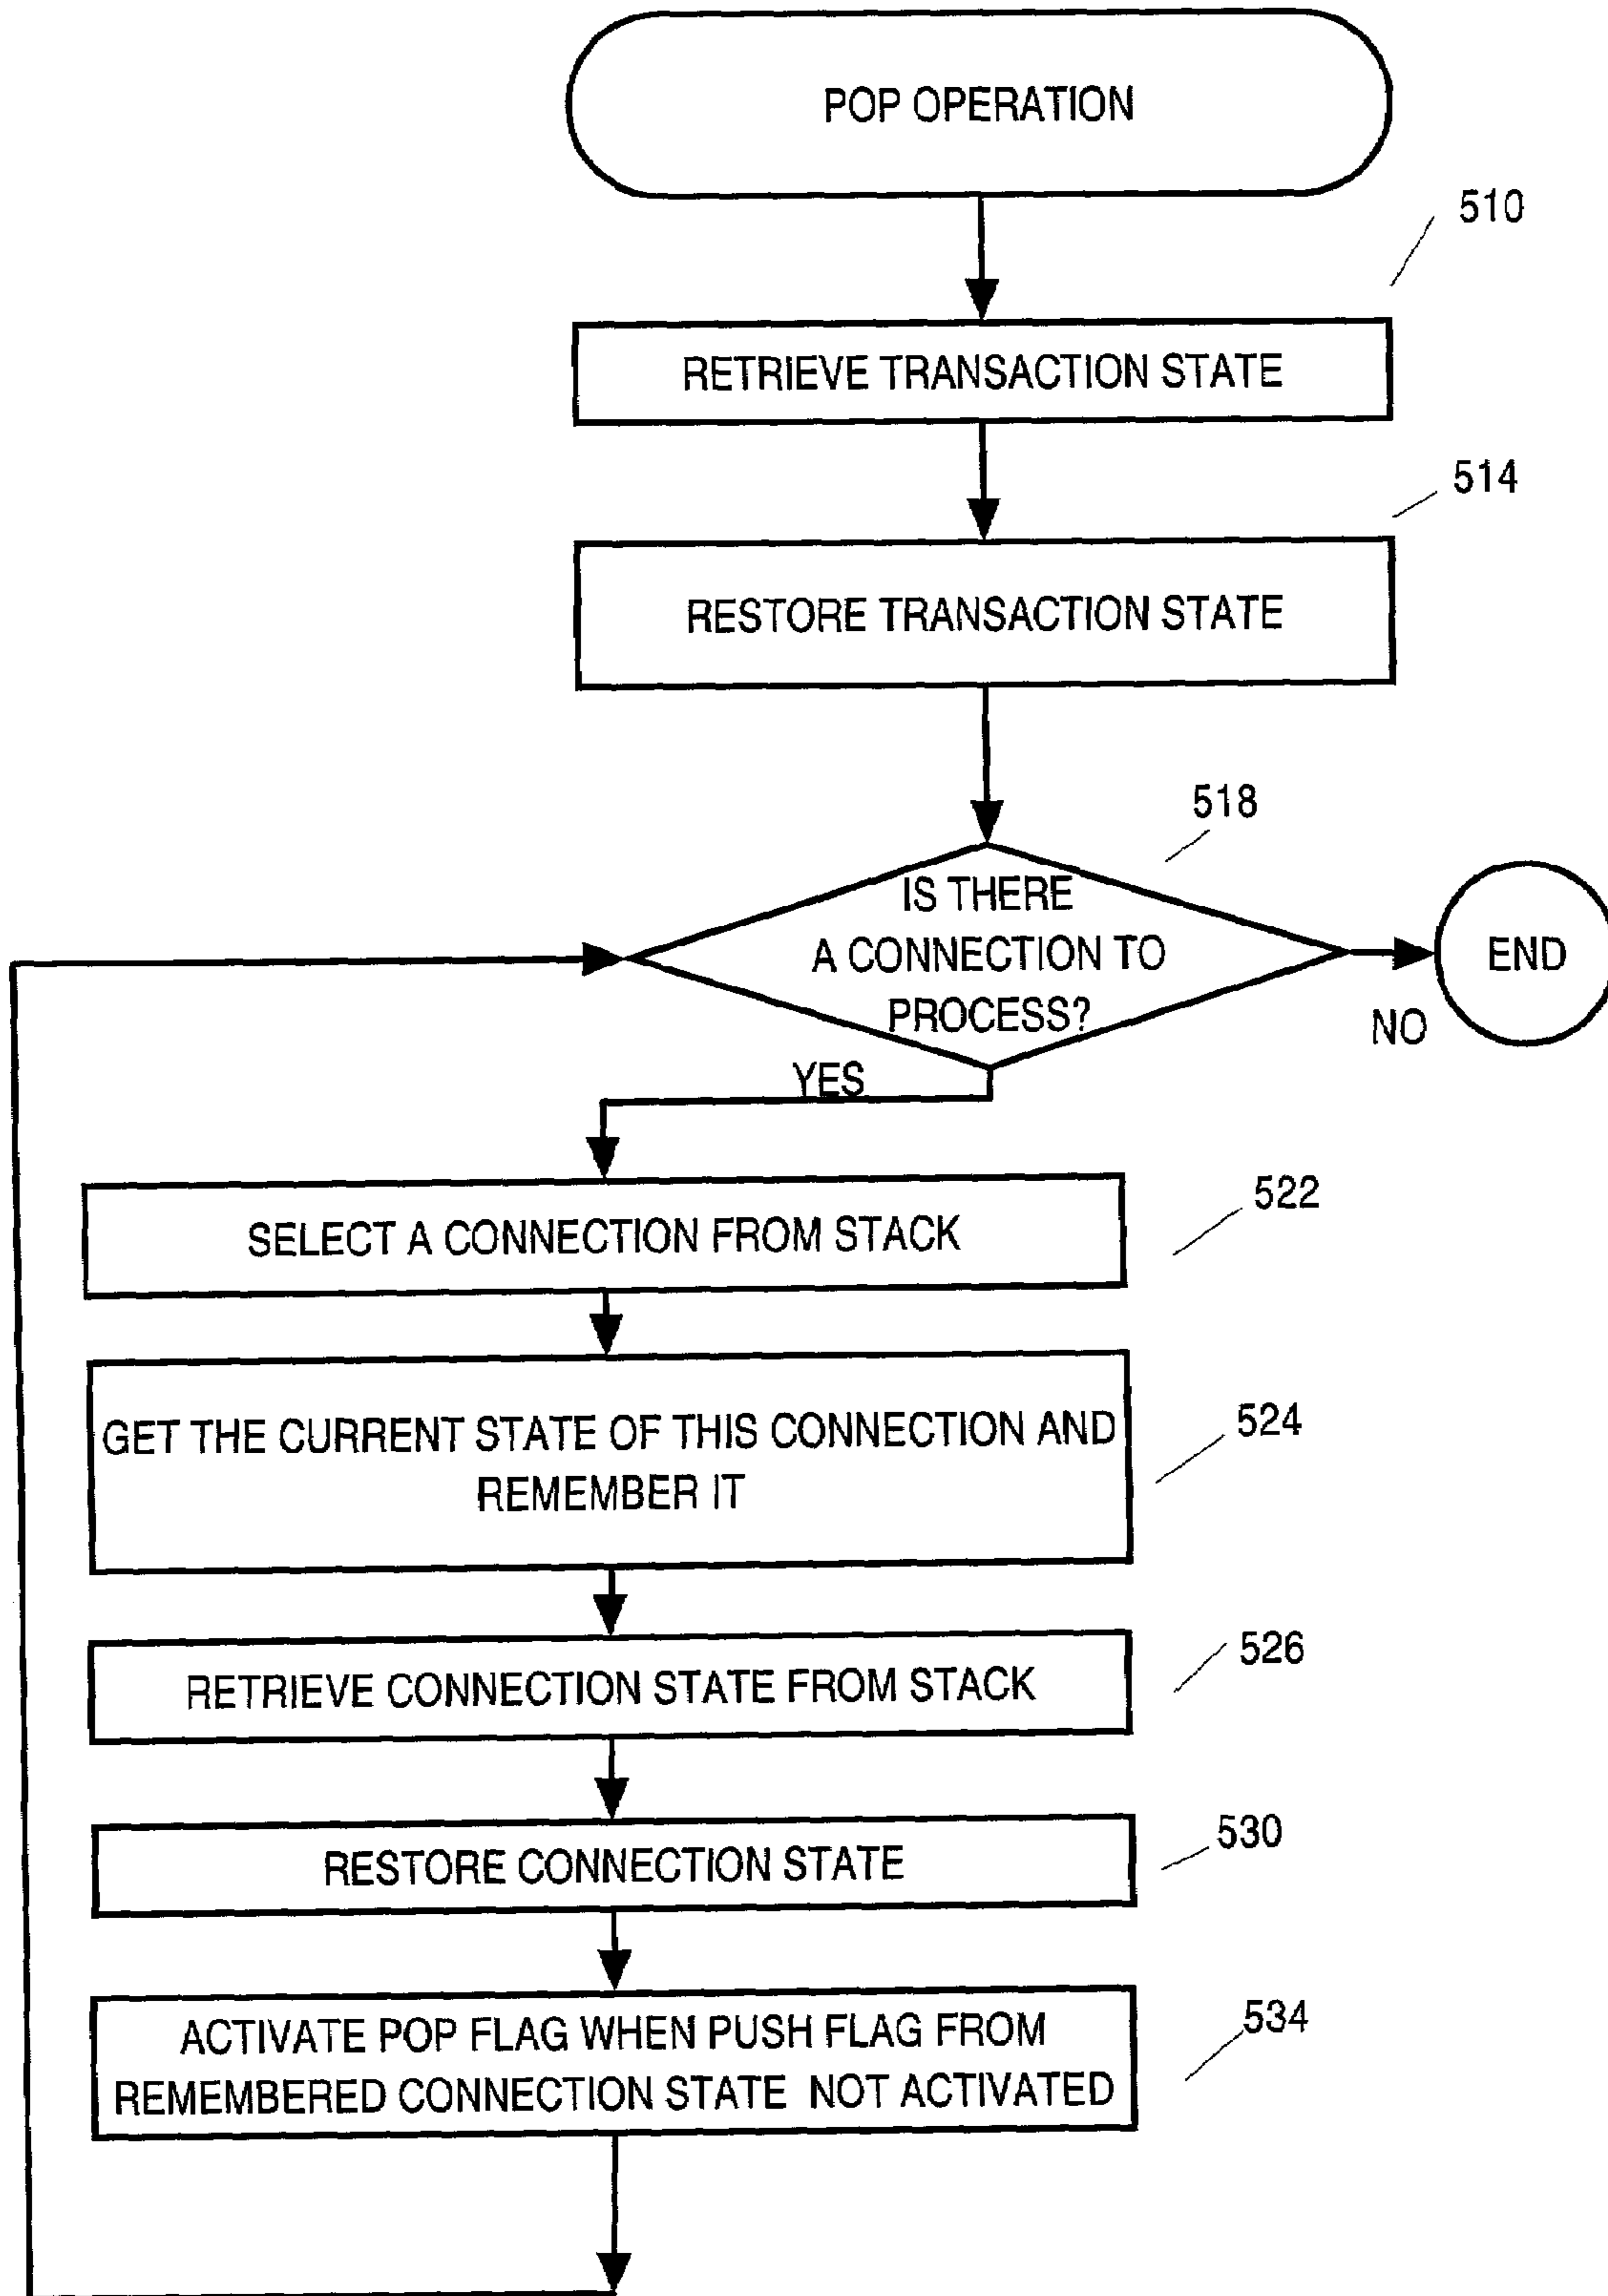 POP OPERATION
510
RETRIEVE TRANSACTION STATE
514
RESTORE TRANSACTION STATE
518
IS THERE
A CONNECTION TO
PROCESS?
END
NO
YES
522
SELECT A CONNECTION FROM STACK
524
GET THE CURRENT STATE OF THIS CONNECTION AND
REMEMBER IT
526
RETRIEVE CONNECTION STATE FROM STACK
530
RESTORE CONNECTION STATE
534
ACTIVATE POP FLAG WHEN PUSH FLAG FROM
REMEMBERED CONNECTION STATE NOT ACTIVATED